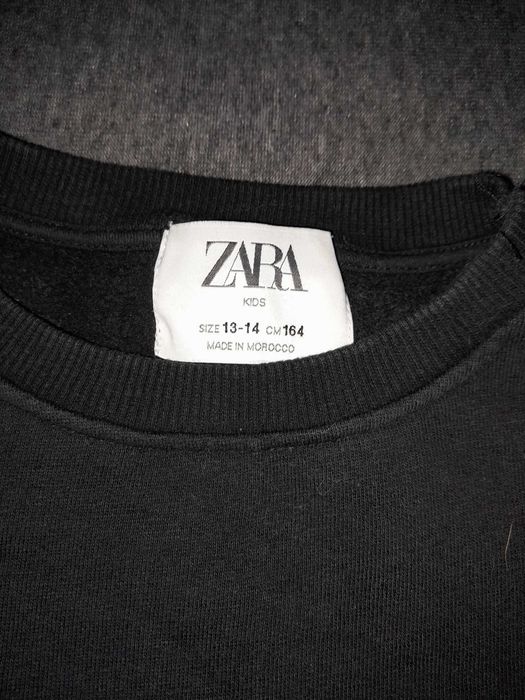 ZARA
KIDS
SIZE 13-14 CM 164
MADE IN MOROCCO